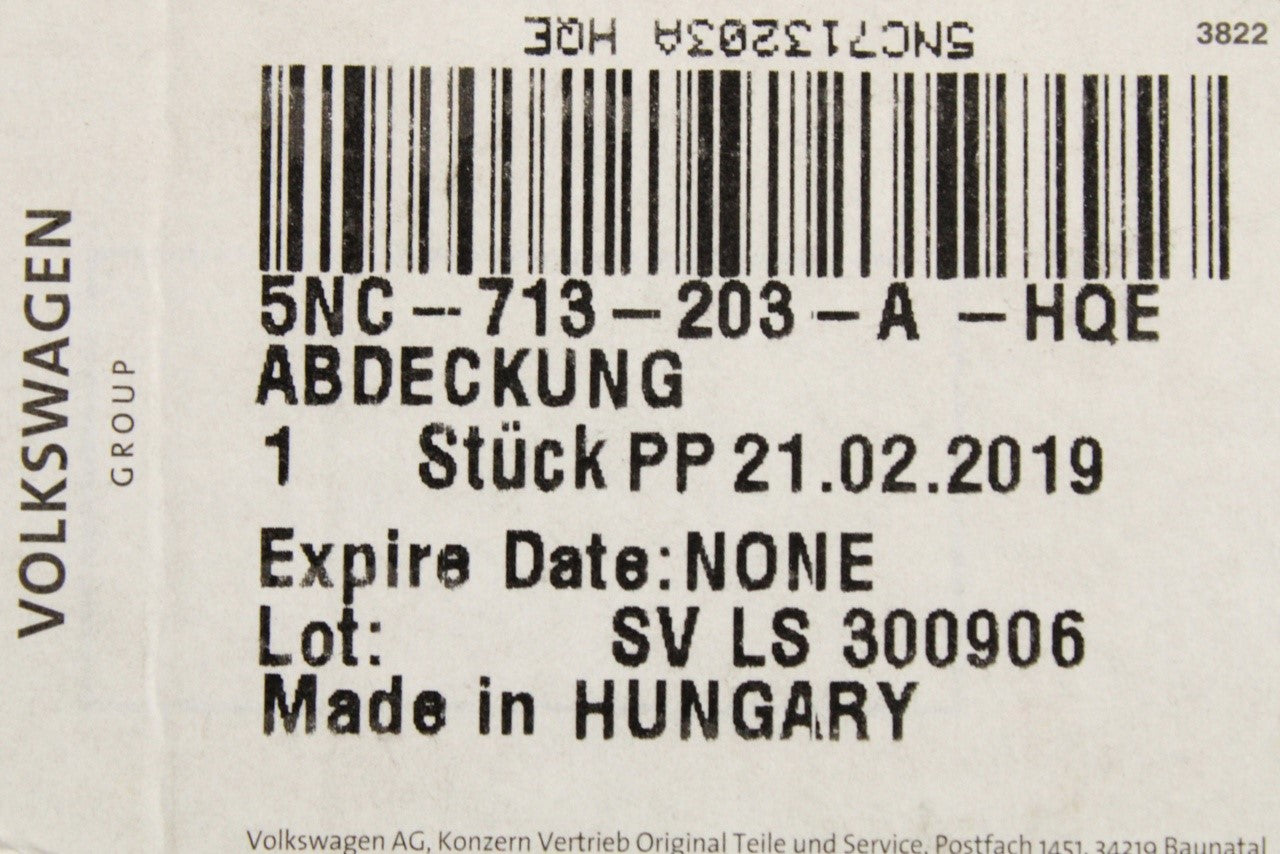 5NC713203A HQE
3822
5NC-713-203-A -HQE
ABDECKUNG
1 Stück PP 21.02.2019
Expire Date:NONE
Lot: SV LS 300906
Made in HUNGARY
VOLKSWAGEN
GROUP
Volkswagen AG, Konzern Vertrieb Original Teile und Service, Postfach 1451, 34219 Baunatal